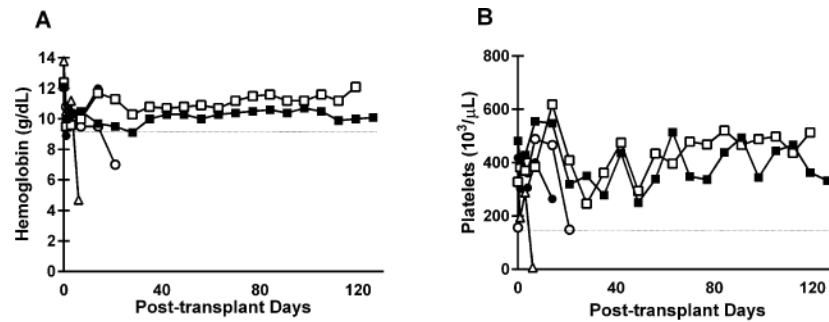 A
Hemoglobin (g/dL)
14
12
10
8
6
4
2
0
0 40 80 120
Post-transplant Days
B
Platelets (10³/µL)
800
600
400
200
0
0 40 80 120
Post-transplant Days